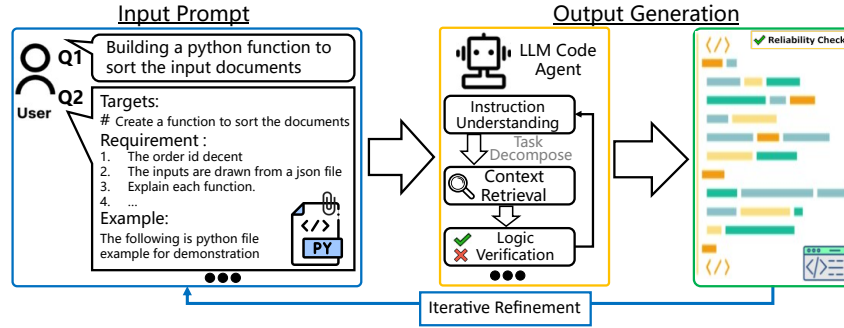 Input Prompt
Output Generation
User
Q1
Building a python function to
sort the input documents
Q2
Targets:
# Create a function to sort the documents
Requirement :
1. The order id decent
2. The inputs are drawn from a json file
3. Explain each function.
4. ...
Example:
The following is python file
example for demonstration
</>
PY
LLM Code
Agent
Instruction
Understanding
Task
Decompose
Context
Retrieval
Logic
Verification
</>
Reliability Check
</>
</>
Iterative Refinement